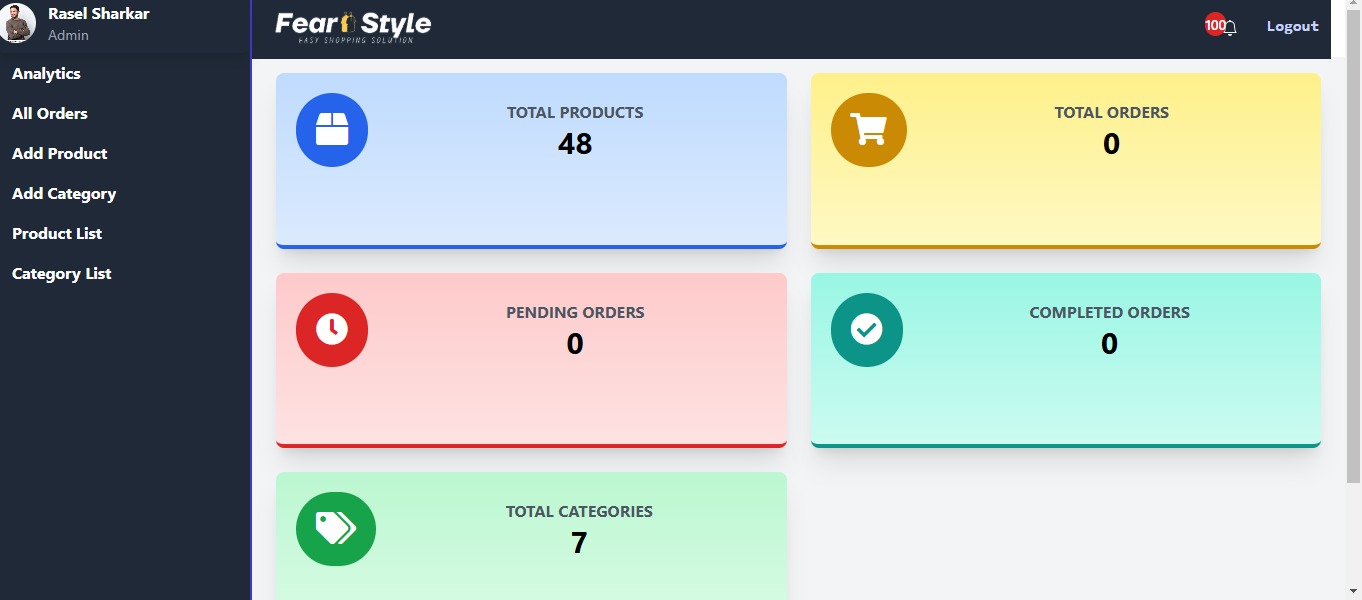 Rasel Sharkar
Admin
Analytics
All Orders
Add Product
Add Category
Product List
Category List
Fear Style
EASY SHOPPING SOLUTION
100
Logout
TOTAL PRODUCTS
48
TOTAL ORDERS
0
PENDING ORDERS
0
COMPLETED ORDERS
0
TOTAL CATEGORIES
7